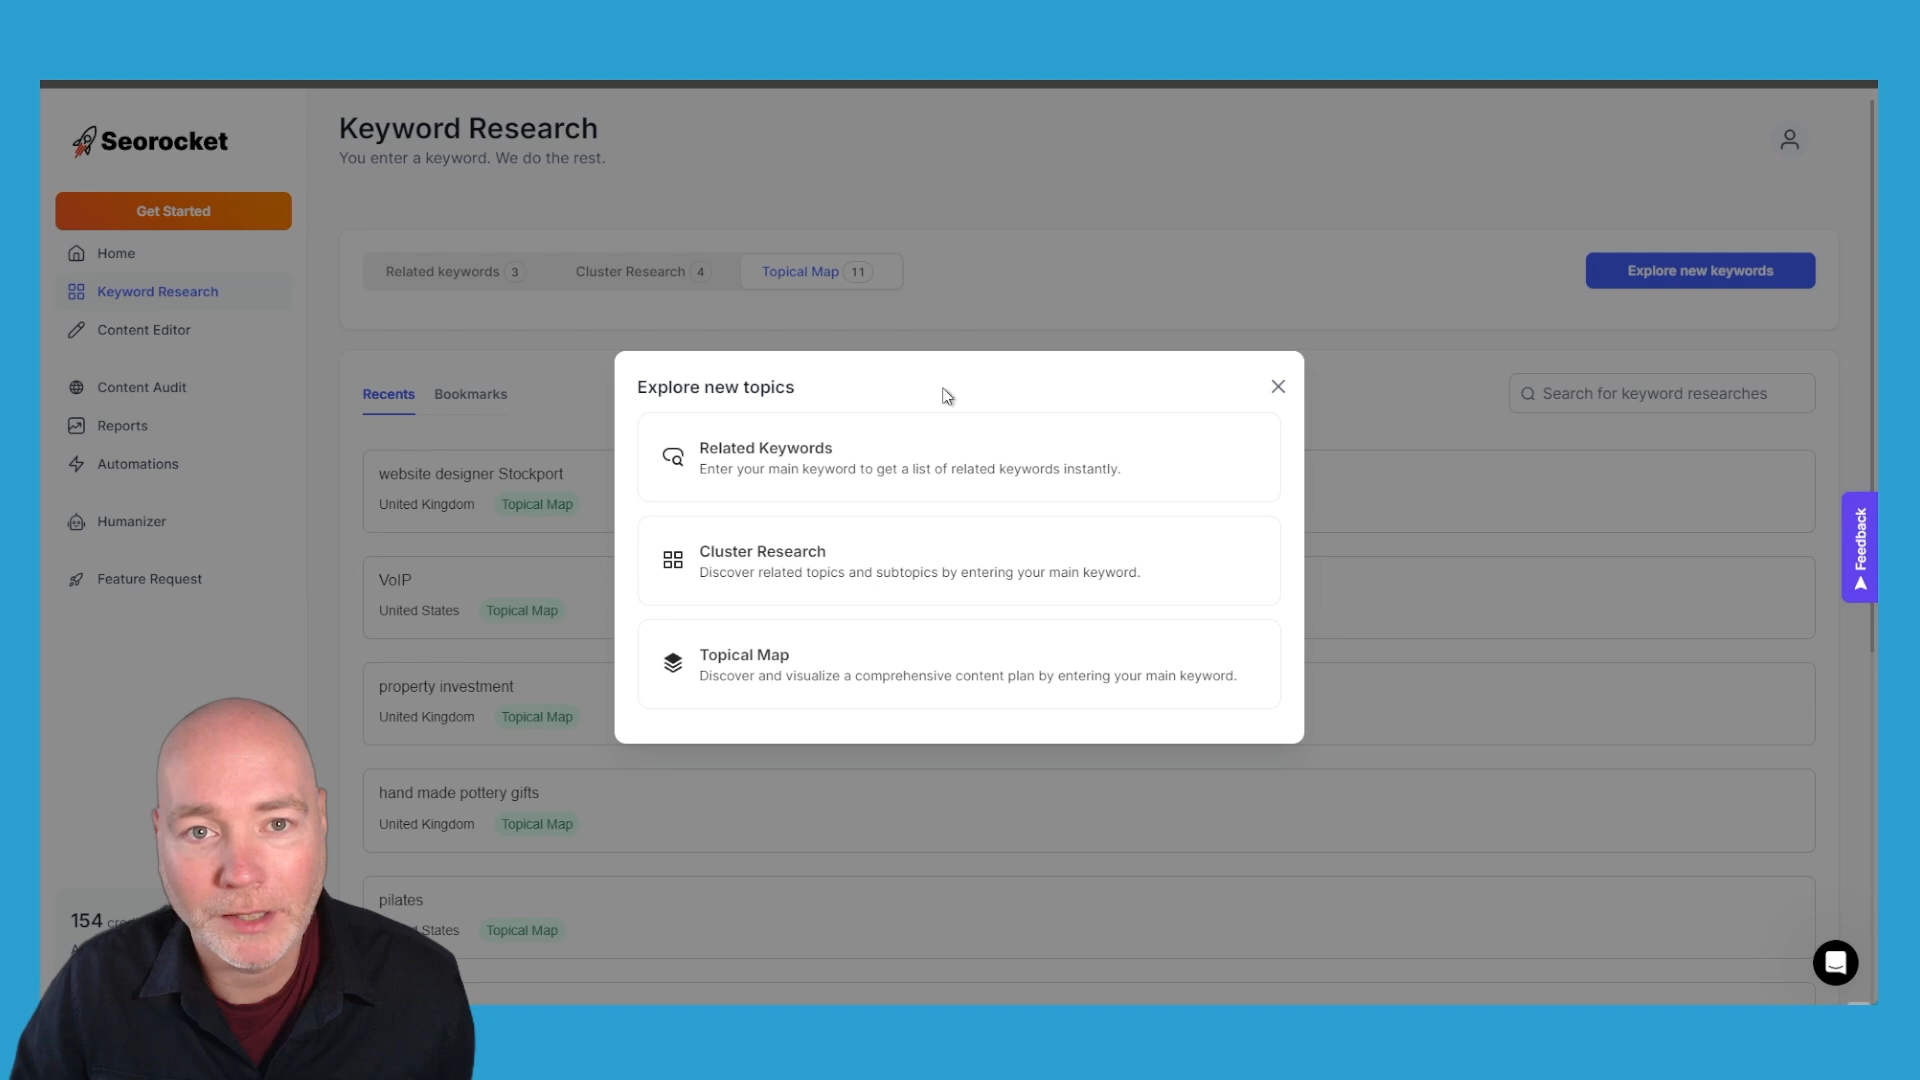 Seorocket
Get Started
Home
Keyword Research
Content Editor
Content Audit
Reports
Automations
Humanizer
Feature Request
154
Keyword Research
You enter a keyword. We do the rest.
Related keywords 3
Cluster Research 4
Topical Map 11
Explore new keywords
Recents
Bookmarks
Search for keyword researches
website designer Stockport
United Kingdom Topical Map
VoIP
United States Topical Map
property investment
United Kingdom Topical Map
hand made pottery gifts
United Kingdom Topical Map
pilates
States Topical Map
Explore new topics
Related Keywords
Enter your main keyword to get a list of related keywords instantly.
Cluster Research
Discover related topics and subtopics by entering your main keyword.
Topical Map
Discover and visualize a comprehensive content plan by entering your main keyword.
Feedback